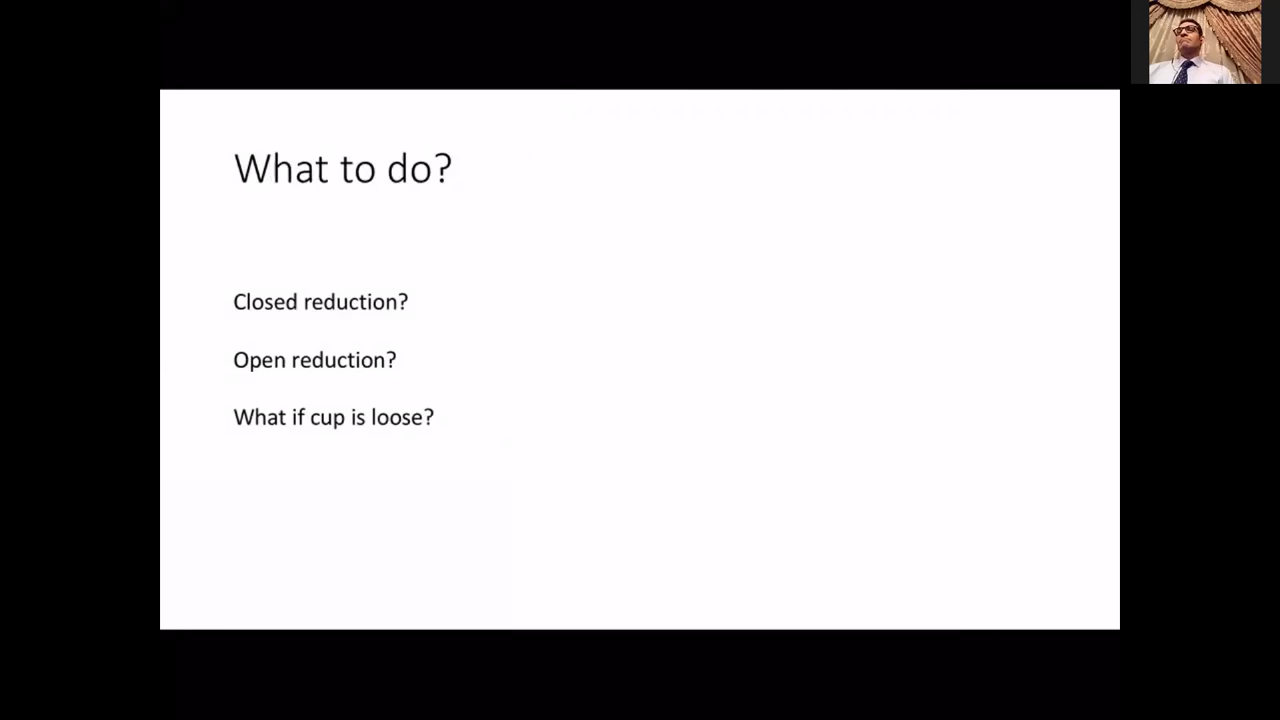 What to do?
Closed reduction?
Open reduction?
What if cup is loose?